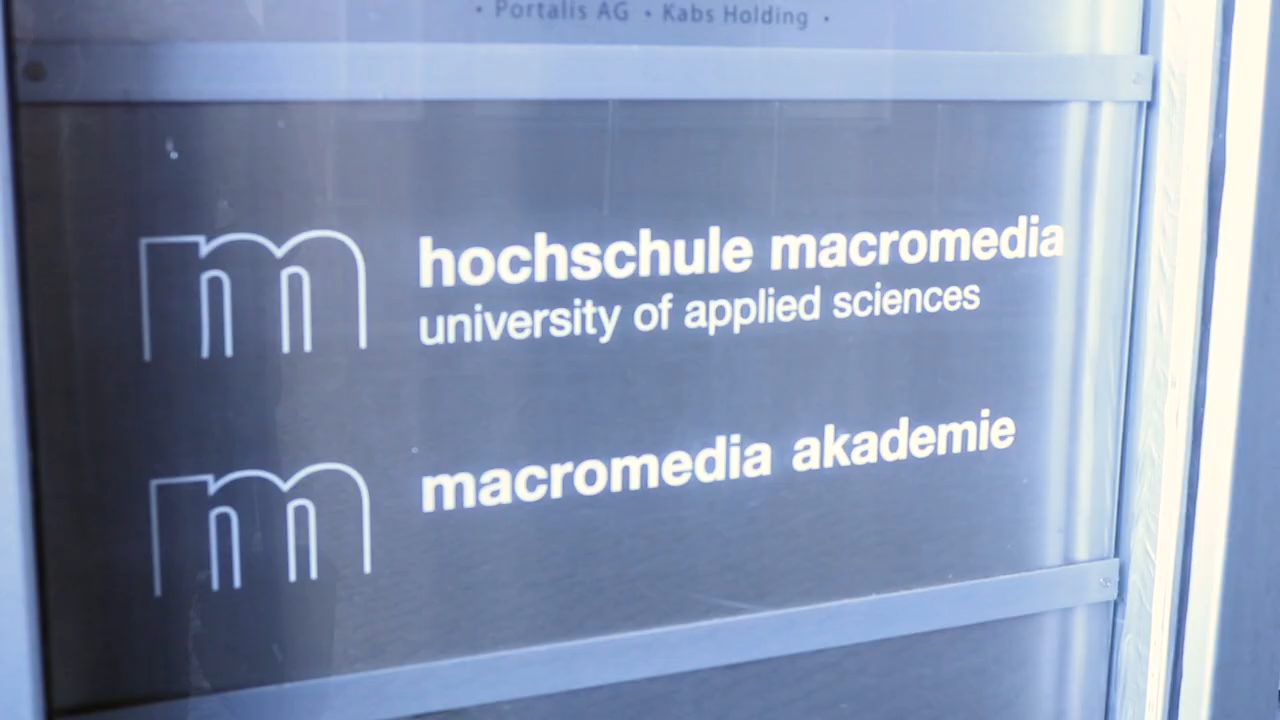 • Portalis AG • Kabs Holding •
hochschule macromedia
university of applied sciences
macromedia akademie